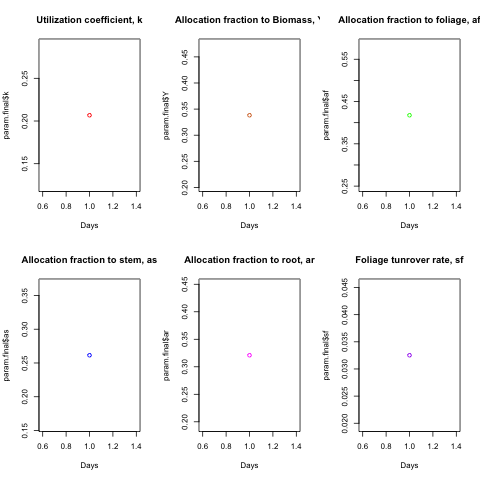 Utilization coefficient, k
Allocation fraction to Biomass,
Allocation fraction to foliage, af
param.final$k
0.15 0.20 0.25
0.6 0.8 1.0 1.2 1.4
Days
param.final$Y
0.20 0.25 0.30 0.35 0.40 0.45
0.6 0.8 1.0 1.2 1.4
Days
param.final$af
0.25 0.35 0.45 0.55
0.6 0.8 1.0 1.2 1.4
Days
Allocation fraction to stem, as
Allocation fraction to root, ar
Foliage tunrover rate, sf
param.final$as
0.15 0.20 0.25 0.30 0.35
0.6 0.8 1.0 1.2 1.4
Days
param.final$ar
0.20 0.25 0.30 0.35 0.40 0.45
0.6 0.8 1.0 1.2 1.4
Days
param.final$sf
0.020 0.025 0.030 0.035 0.040 0.045
0.6 0.8 1.0 1.2 1.4
Days